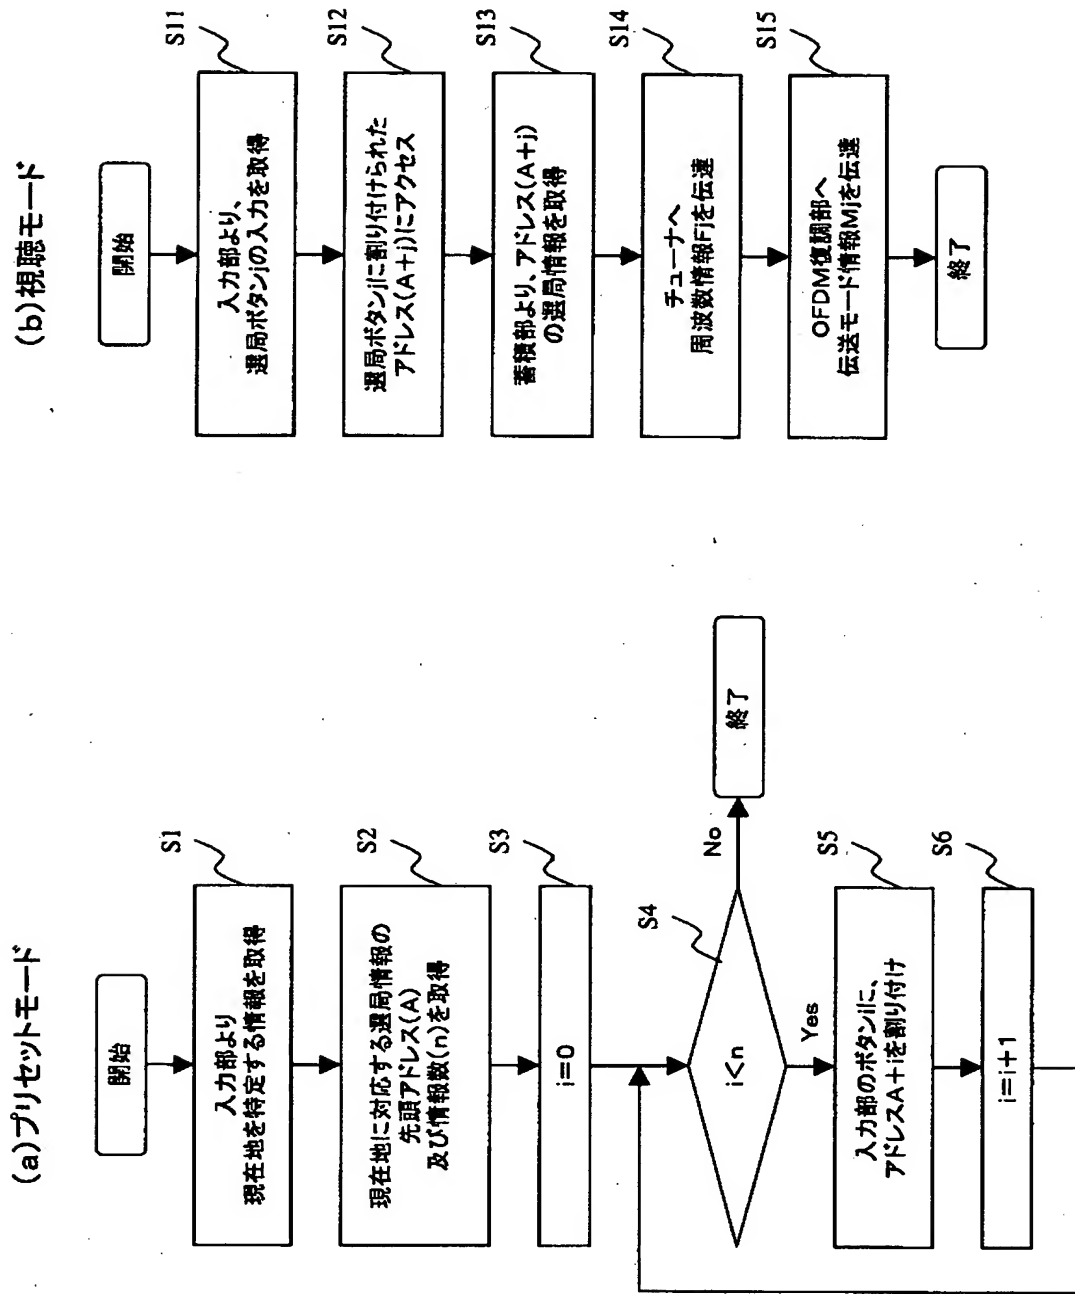 (a)プリセットモード
開始
入力部より
現在地を特定する情報を取得
S1
現在地に対応する選局情報の
先頭アドレス(A)
及び情報数(n)を取得
S2
i=0
S3
i<n
S4
No
終了
Yes
入力部のボタンiに、
アドレスA+iを割り付け
S5
i=i+1
S6
(b)視聴モード
開始
入力部より、
選局ボタンjの入力を取得
S11
選局ボタンjに割り付けられた
アドレス(A+j)にアクセス
S12
蓄積部より、アドレス(A+j)
の選局情報を取得
S13
チューナへ
周波数情報Fjを伝達
S14
OFDM復調部へ
伝送モード情報Mjを伝達
S15
終了